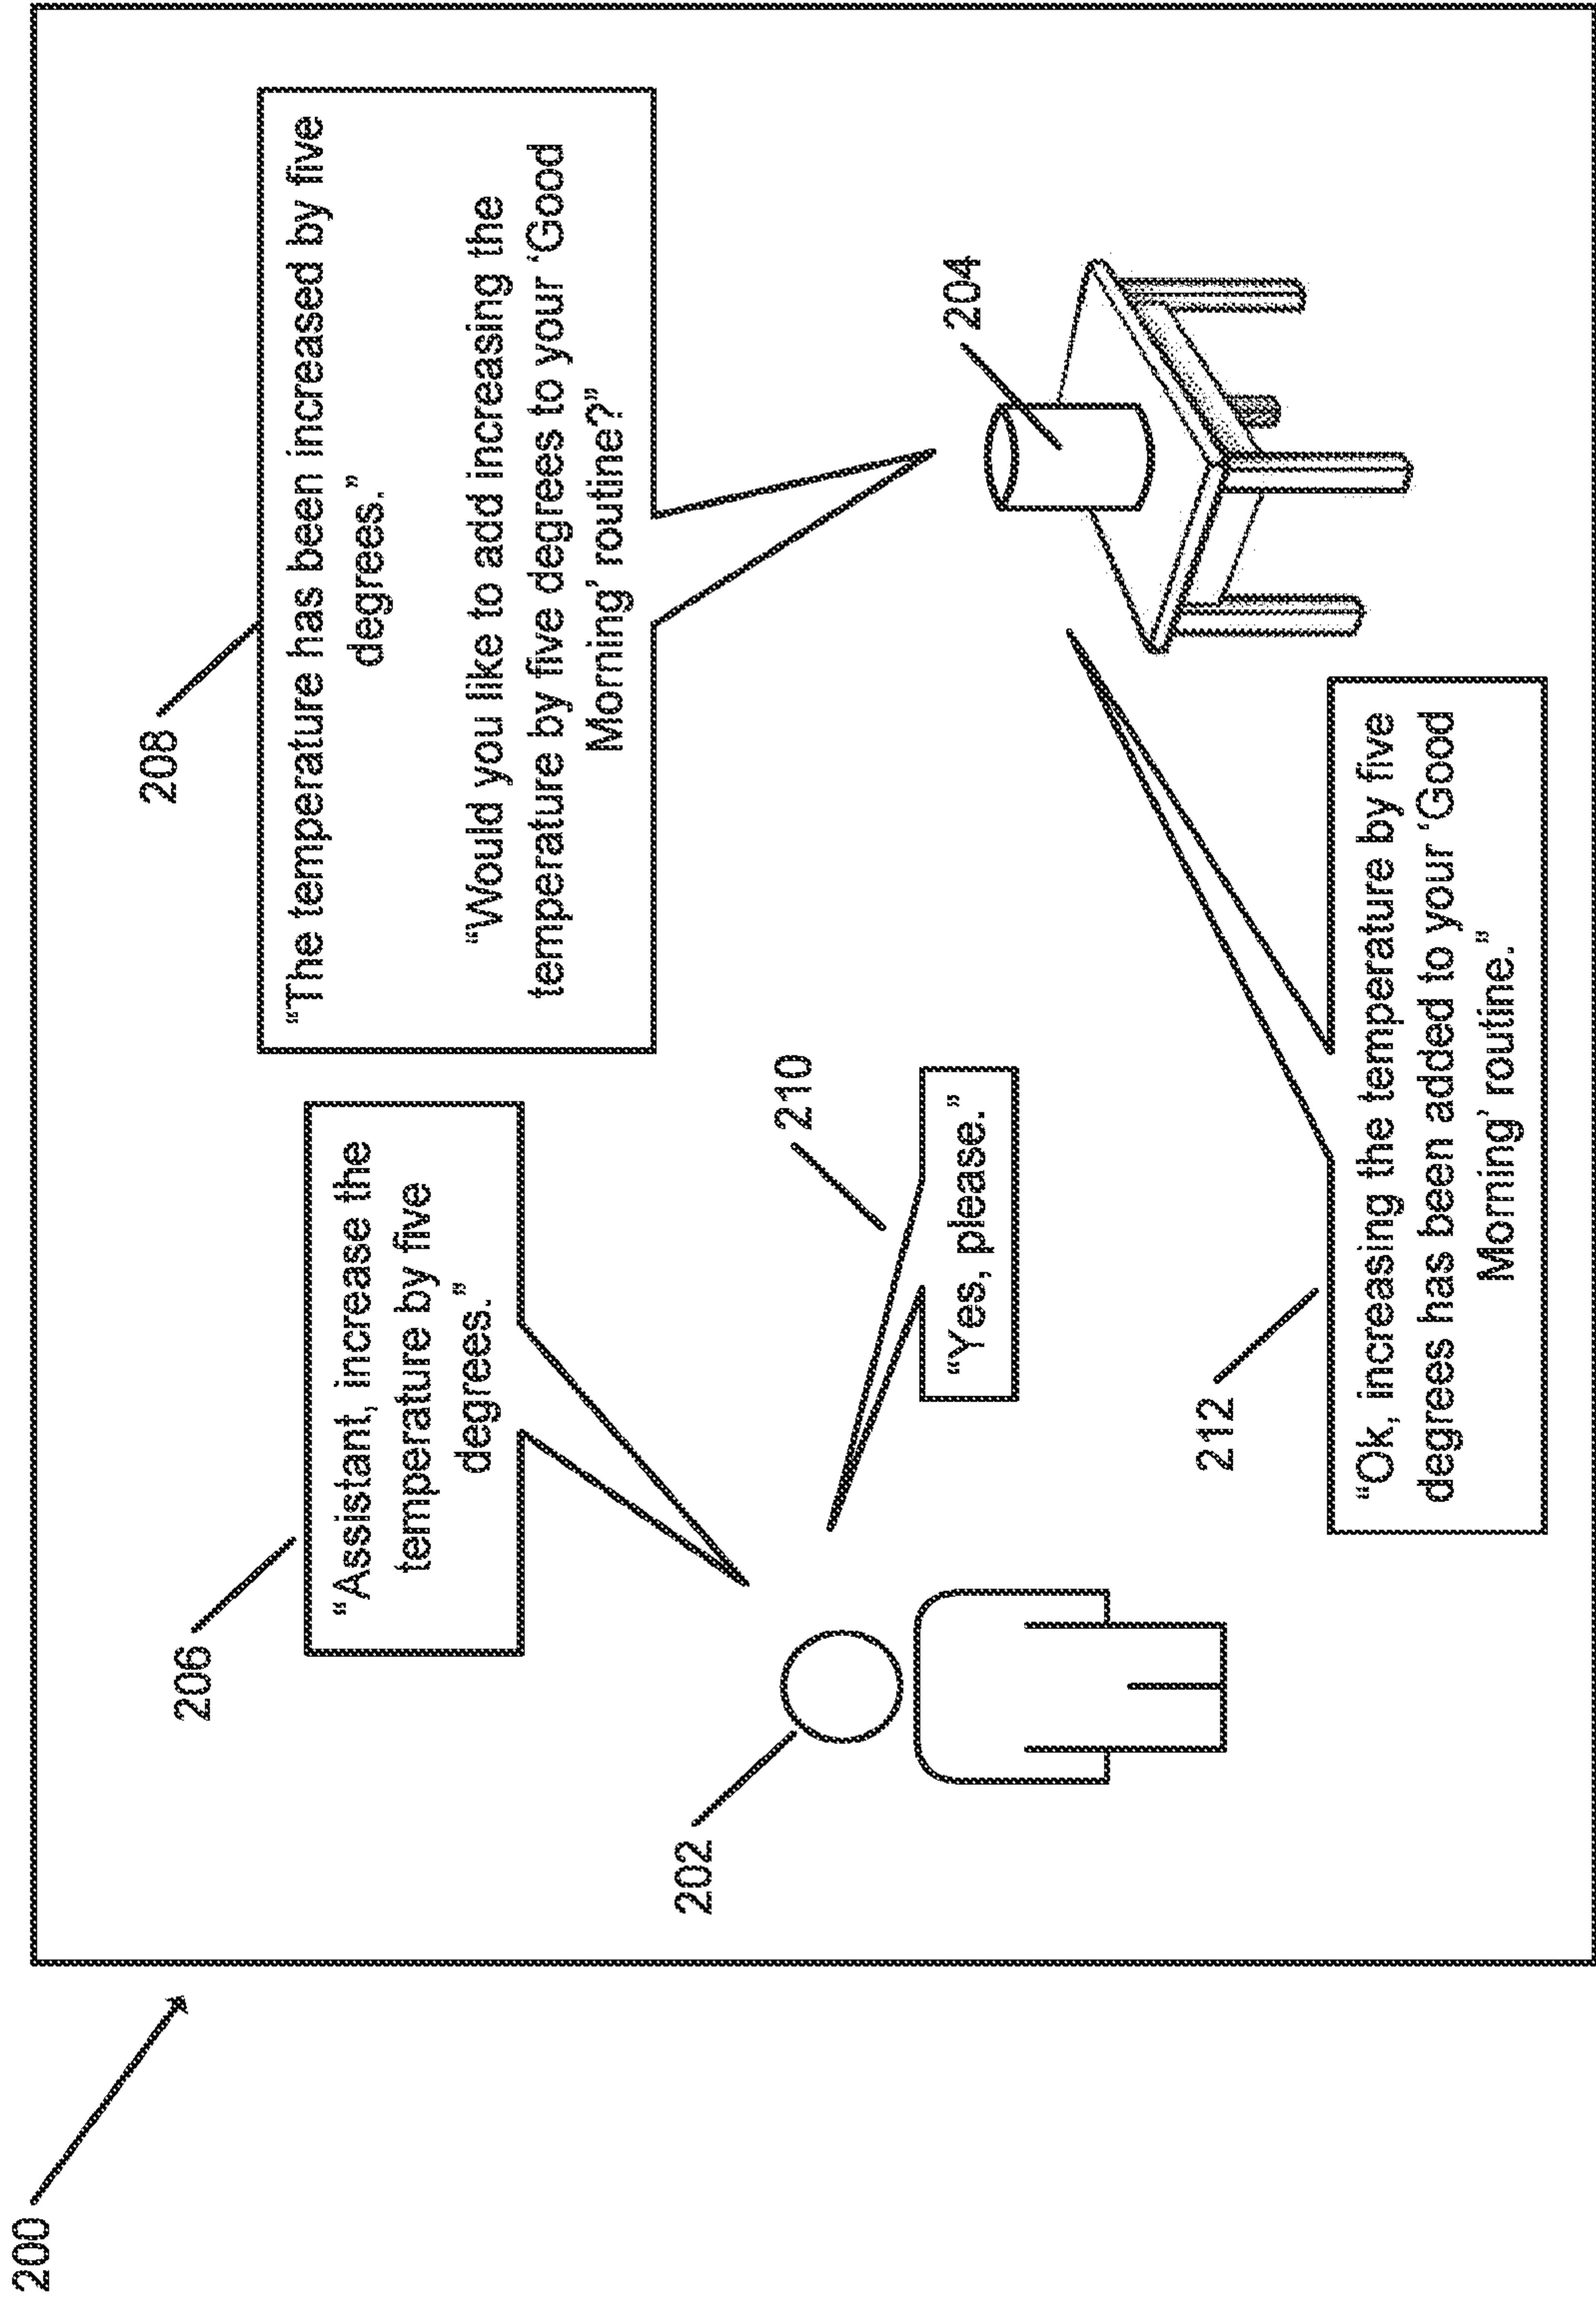 200
206
“Assistant, increase the
temperature by five
degrees.”
208
“The temperature has been increased by five
degrees.”
“Would you like to add increasing the
temperature by five degrees to your ‘Good
Morning’ routine?”
202
210
“Yes, please.”
204
212
“Ok, increasing the temperature by five
degrees has been added to your ‘Good
Morning’ routine.”